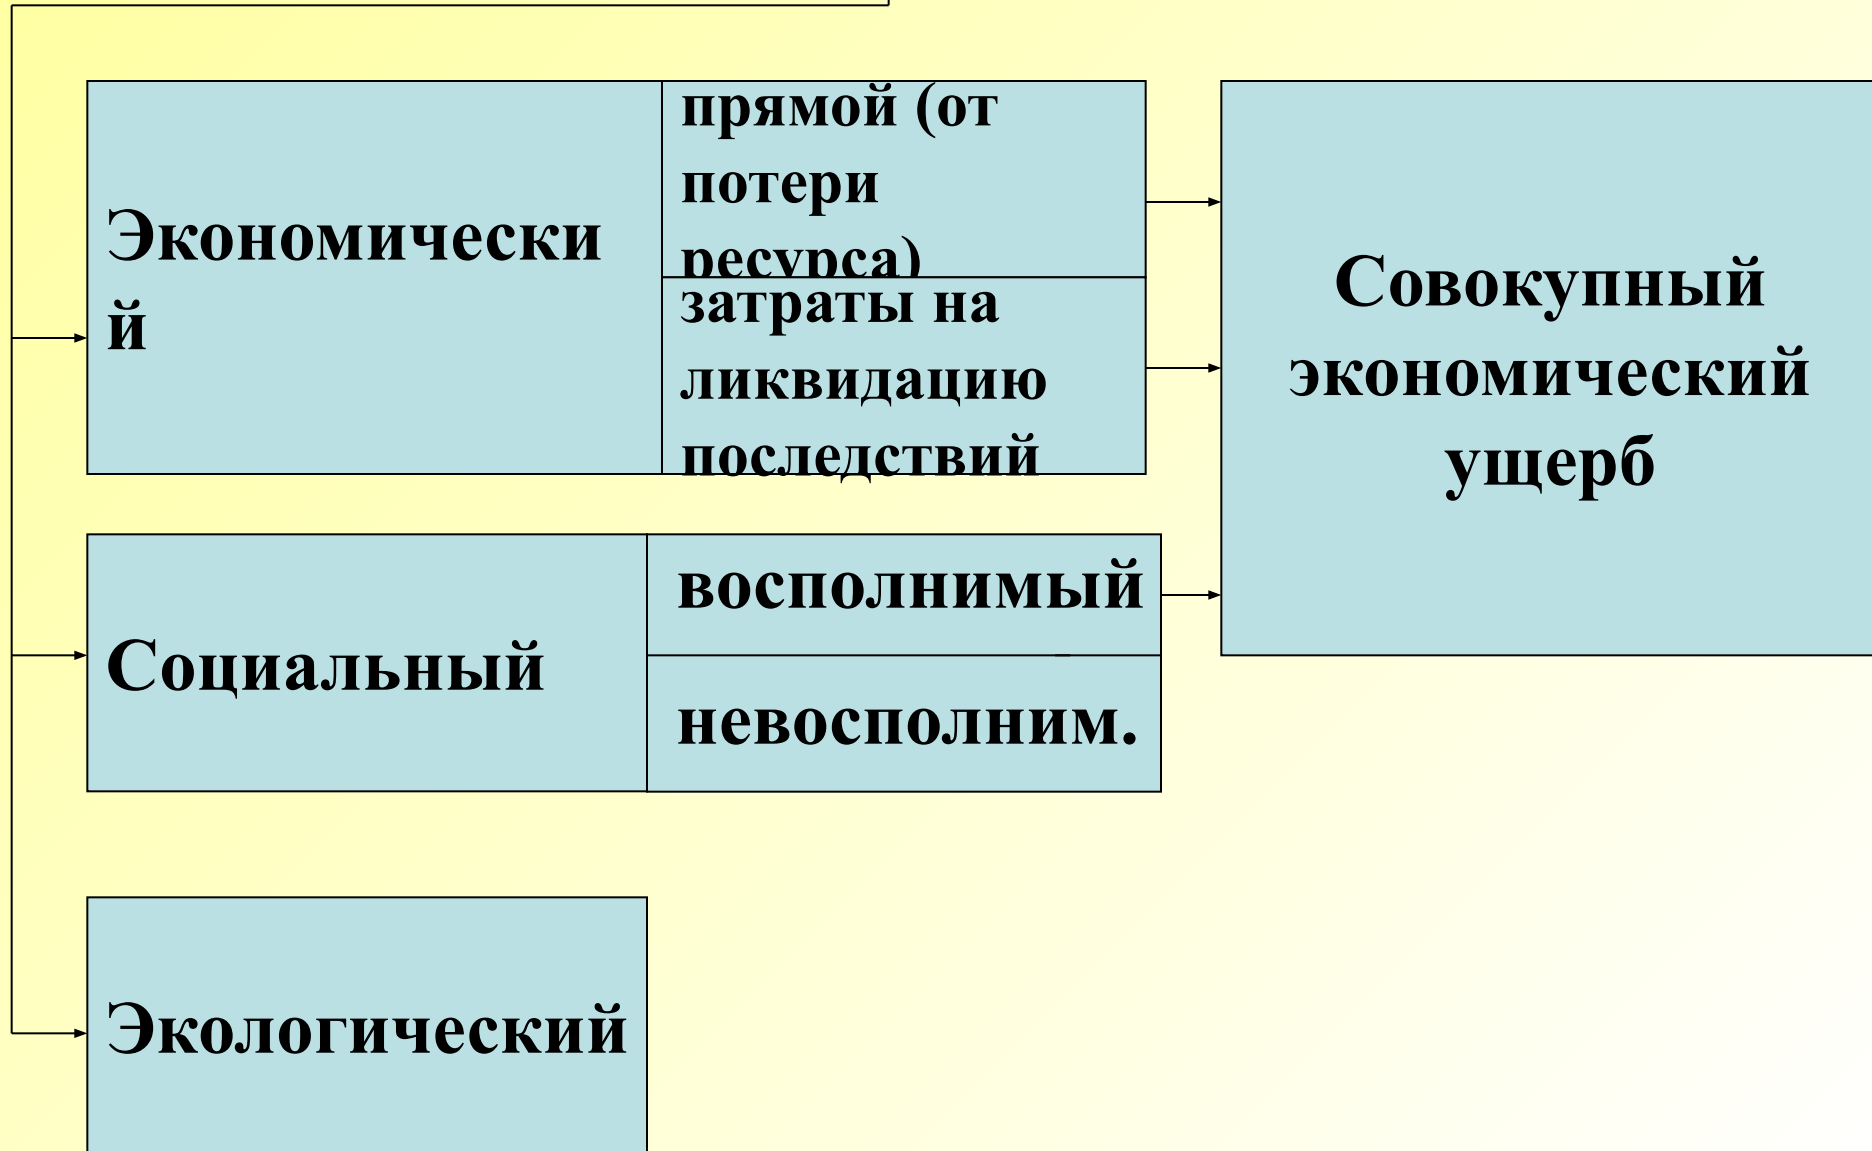 Экономически
й
прямой (от
потери
ресурса)
затраты на
ликвидацию
последствий
Совокупный
экономический
ущерб
Социальный
восполнимый
невосполним.
Экологический